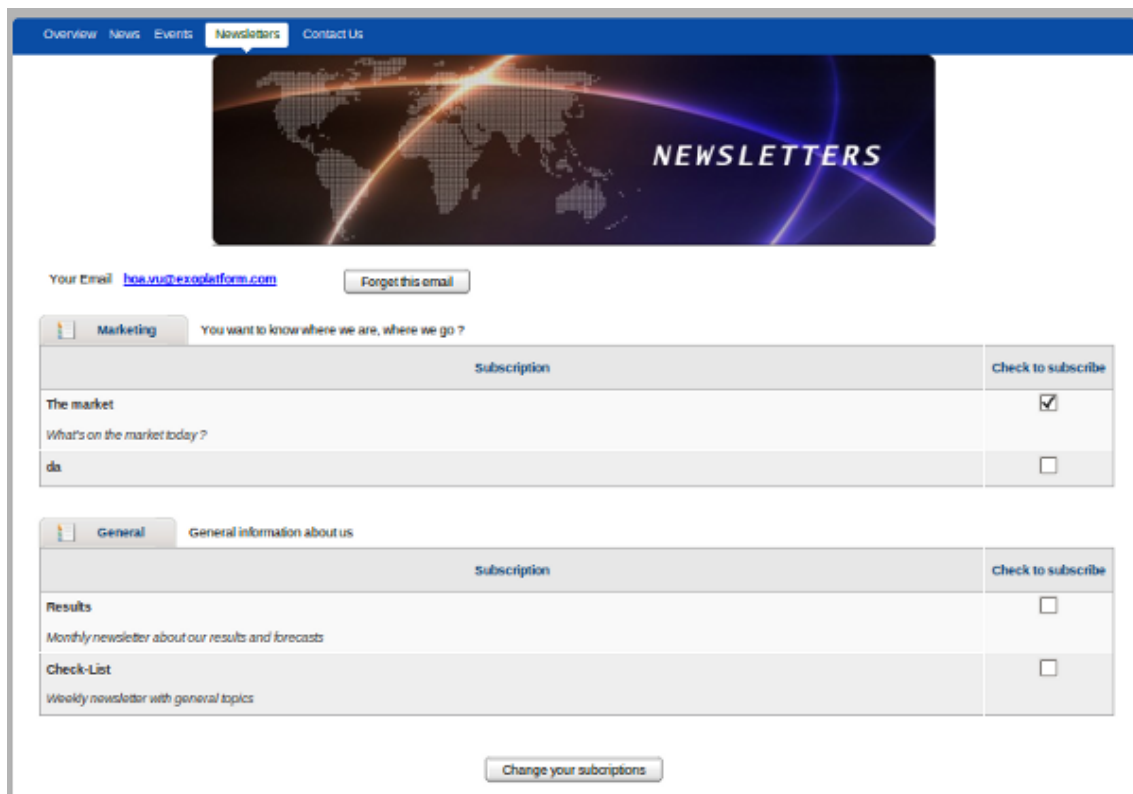 Overview News Events Newsletters Contact Us
NEWSLETTERS
Your Email hoa.vu@exoplatform.com Forget this email
Marketing You want to know where we are, where we go ?
Subscription Check to subscribe
The market
What's on the market today ?
da
General General information about us
Subscription Check to subscribe
Results
Monthly newsletter about our results and forecasts
Check-List
Weekly newsletter with general topics
Change your subcriptions